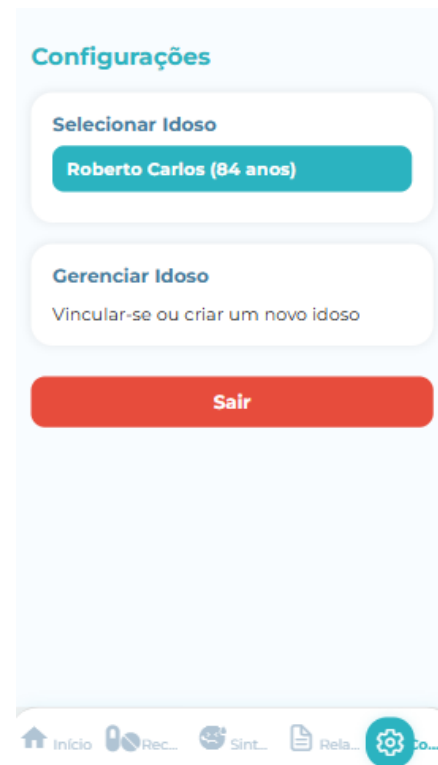 Configurações
Selecionar Idoso
Roberto Carlos (84 anos)
Gerenciar Idoso
Vincular-se ou criar um novo idoso
Sair
Início Rec... Sint... Rela... Co...